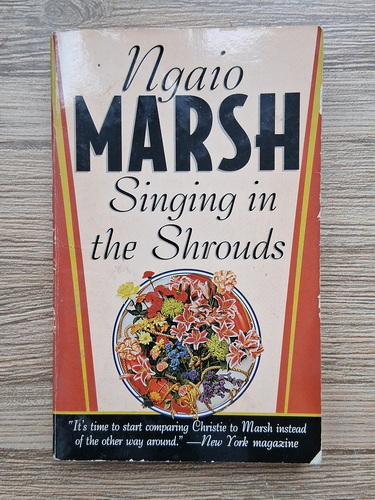 Ngaio
MARSH
Singing in
the Shrouds
"It's time to start comparing Christie to Marsh instead
of the other way around." —New York magazine